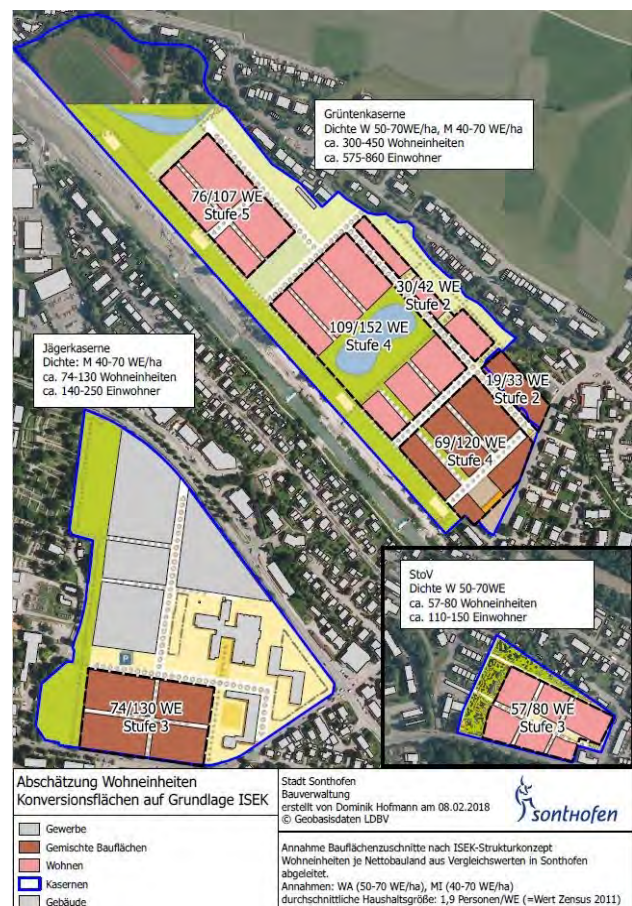 Grüntenkaserne
Dichte W 50-70WE/ha, M 40-70 WE/ha
ca. 300-450 Wohneinheiten
ca. 575-860 Einwohner
76/107 WE
Stufe 5
30/42 WE
Stufe 2
109/152 WE
Stufe 4
19/33 WE
Stufe 2
69/120 WE
Stufe 4
Jägerkaserne
Dichte: M 40-70 WE/ha
ca. 74-130 Wohneinheiten
ca. 140-250 Einwohner
P
74/130 WE
Stufe 3
StoV
Dichte W 50-70WE
ca. 57-80 Wohneinheiten
ca. 110-150 Einwohner
57/80 WE
Stufe 3
Abschätzung Wohneinheiten
Konversionsflächen auf Grundlage ISEK
Gewerbe
Gemischte Bauflächen
Wohnen
Kasernen
Gebäude
Stadt Sonthofen
Bauverwaltung
erstellt von Dominik Hofmann am 08.02.2018
© Geobasisdaten LDBV
sonthofen
Annahme Bauflächenzuschnitte nach ISEK-Strukturkonzept
Wohneinheiten je Nettobauland aus Vergleichswerten in Sonthofen
abgeleitet.
Annahmen: WA (50-70 WE/ha), MI (40-70 WE/ha)
durchschnittliche Haushaltsgröße: 1,9 Personen/WE (=Wert Zensus 2011)